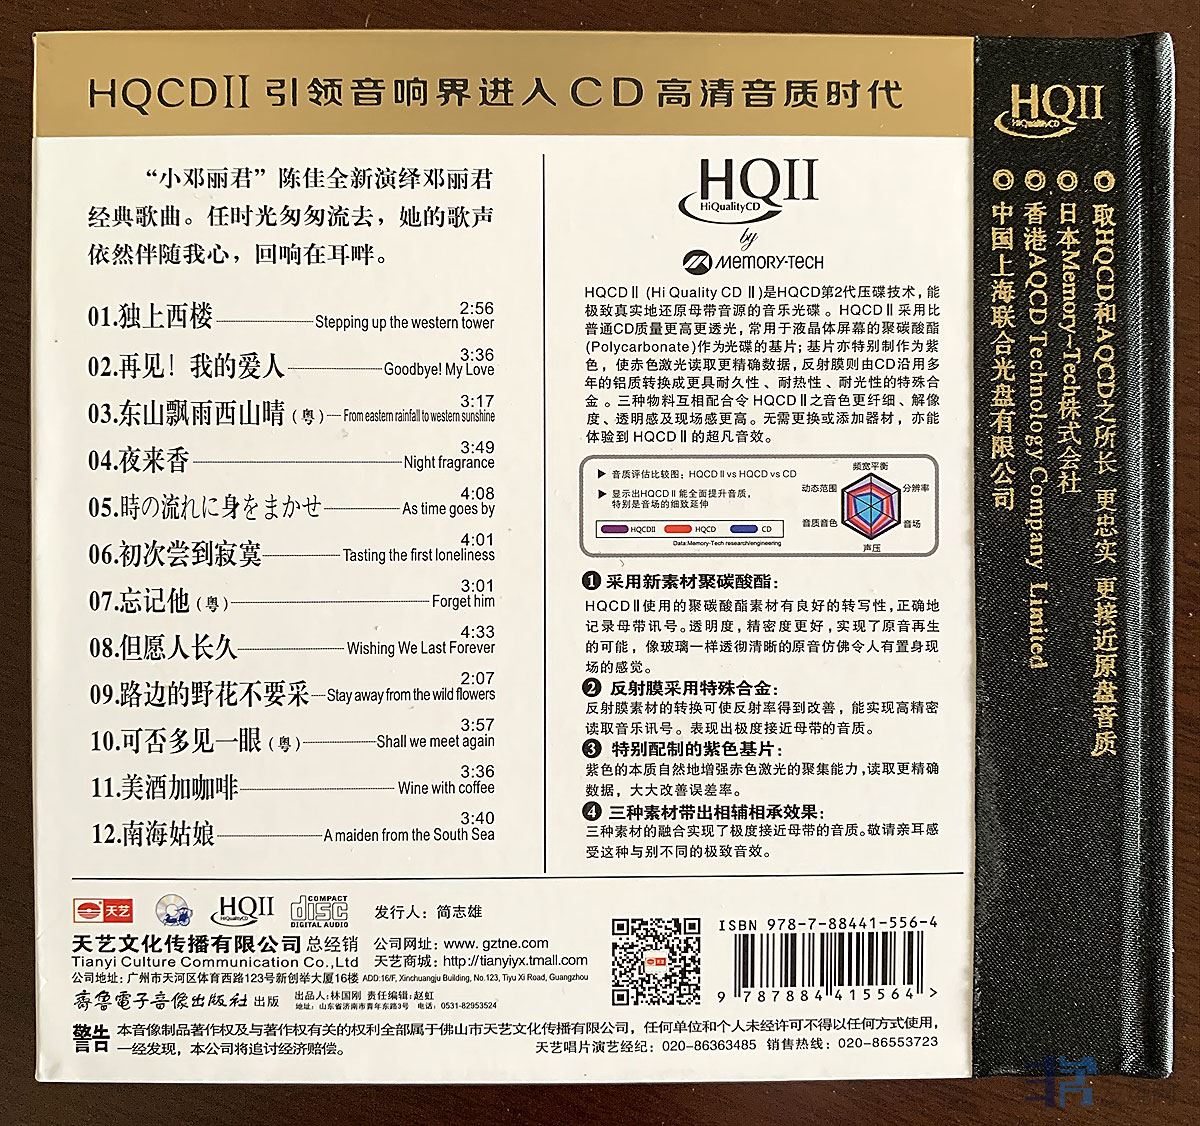 HQCDII 引领音响界进入CD高清音质时代
“小邓丽君”陈佳全新演绎邓丽君
经典歌曲。任时光匆匆流去，她的歌声
依然伴随我心，回响在耳畔。
01.独上西楼 2:56
Stepping up the western tower
02.再见！我的爱人 3:36
Goodbye! My Love
03.东山飘雨西山晴（粤） 3:17
From eastern rainfall to western sunshine
04.夜来香 3:49
Night fragrance
05.時の流れに身をまかせ 4:08
As time goes by
06.初次尝到寂寞 4:01
Tasting the first loneliness
07.忘记他（粤） 3:01
Forget him
08.但愿人长久 4:33
Wishing We Last Forever
09.路边的野花不要采 2:07
Stay away from the wild flowers
10.可否多见一眼（粤） 3:57
Shall we meet again
11.美酒加咖啡 3:36
Wine with coffee
12.南海姑娘 3:40
A maiden from the South Sea
HQII
HiQualityCD
by
MEMORY-TECH
HQCDⅡ (Hi Quality CD Ⅱ)是HQCD第2代压碟技术，能
极致真实地还原母带音源的音乐光碟。HQCDⅡ采用比
普通CD质量更高更透光，常用于液晶体屏幕的聚碳酸酯
(Polycarbonate)作为光碟的基片；基片亦特别制作为紫
色，使赤色激光读取更精确数据，反射膜则由CD沿用多
年的铝质转换成更具耐久性、耐热性、耐光性的特殊合
金。三种物料互相配合令 HQCDⅡ之音色更纤细、解像
度、透明感及现场感更高。无需更换或添加器材，亦能
体验到 HQCDⅡ的超凡音效。
▶ 音质评估比较图：HQCDⅡ vs HQCD vs CD
▶ 显示出HQCDⅡ能全面提升音质，
特别是音场的细致延伸
HQCDII HQCD CD
Data:Memory-Tech research/engineering
频宽平衡
动态范围 分辨率
音质音色 音场
声压
❶ 采用新素材聚碳酸酯：
HQCDⅡ使用的聚碳酸酯素材有良好的转写性，正确地
记录母带讯号。透明度，精密度更好，实现了原音再生
的可能，像玻璃一样透彻清晰的原音仿佛令人有置身现
场的感觉。
❷ 反射膜采用特殊合金：
反射膜素材的转换可使反射率得到改善，能实现高精密
读取音乐讯号。表现出极度接近母带的音质。
❸ 特别配制的紫色基片：
紫色的本质自然地增强赤色激光的聚集能力，读取更精确
数据，大大改善误差率。
❹ 三种素材带出相辅相承效果：
三种素材的融合实现了极度接近母带的音质。敬请亲耳感
受这种与别不同的极致音效。
天艺
HQII
HiQualityCD
COMPACT
disc
DIGITAL AUDIO
发行人：简志雄
天艺文化传播有限公司 总经销
公司网址：www. gztne.com
Tianyi Culture Communication Co.,Ltd
天艺商城：http://tianyiyx.tmall.com
公司地址：广州市天河区体育西路123号新创举大厦16楼 ADD:16/F, Xinchuangju Building, No.123, Tiyu Xi Road, Guangzhou
齐鲁電子音像出版社 出版
出品人：林国刚 责任编辑：赵虹
地址：山东省济南市青年东路3号 电话：0531-82953524
天艺
ISBN 978-7-88441-556-4
9 787884 415564 >
警告
本音像制品著作权及与著作权有关的权利全部属于佛山市天艺文化传播有限公司，任何单位和个人未经许可不得以任何方式使用，
一经发现，本公司将追讨经济赔偿。
天艺唱片演艺经纪：020-86363485 销售热线：020-86553723
HQII
HiQualityCD
取HQCD和AQCD之所长 更忠实 更接近原盘音质
日本Memory-Tech株式会社
香港AQCD Technology Company Limited
中国上海联合光盘有限公司